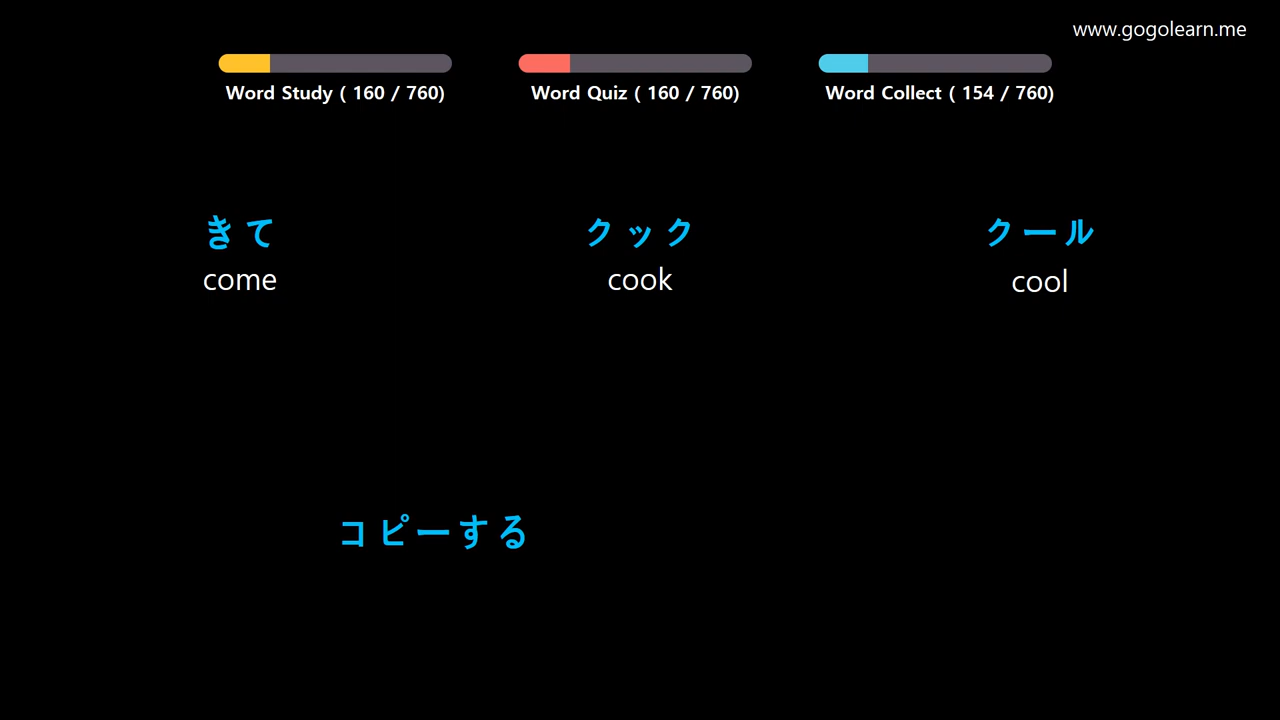 www.gogolearn.me
Word Study ( 160 / 760)
Word Quiz ( 160 / 760)
Word Collect ( 154 / 760)
きて
come
クック
cook
クール
cool
コピーする